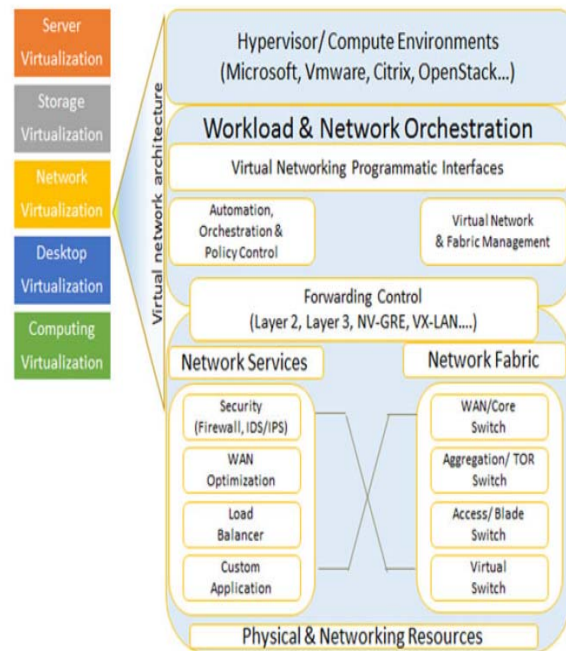 Server
Virtualization
Storage
Virtualization
Network
Virtualization
Desktop
Virtualization
Computing
Virtualization
Virtual network architecture
Hypervisor/ Compute Environments
(Microsoft, Vmware, Citrix, OpenStack...)
Workload & Network Orchestration
Virtual Networking Programmatic Interfaces
Automation,
Orchestration &
Policy Control
Virtual Network
& Fabric Management
Forwarding Control
(Layer 2, Layer 3, NV-GRE, VX-LAN....)
Network Services
Security
(Firewall, IDS/IPS)
WAN
Optimization
Load
Balancer
Custom
Application
Network Fabric
WAN/Core
Switch
Aggregation/ TOR
Switch
Access/ Blade
Switch
Virtual
Switch
Physical & Networking Resources